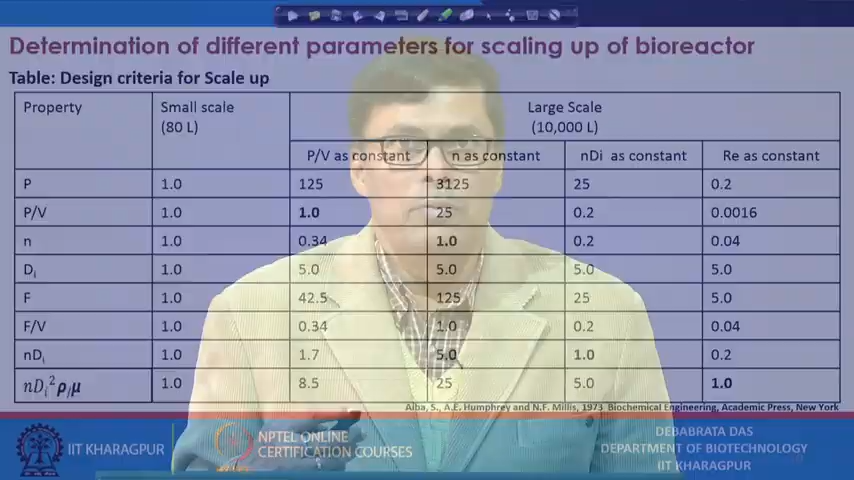 Determination of different parameters for scaling up of bioreactor
Table: Design criteria for Scale up
Property Small scale (80 L) Large Scale (10,000 L)
P/V as constant n as constant nDi as constant Re as constant
P 1.0 125 3125 25 0.2
P/V 1.0 1.0 25 0.2 0.0016
n 0.34 1.0 0.2 0.04
Di 1.0 5.0 5.0 5.0 5.0
F 1.0 42.5 125 25 5.0
F/V 1.0 0.34 1.0 0.2 0.04
nDi 1.0 1.7 5.0 1.0 0.2
nDi²ρ/μ 1.0 8.5 25 5.0 1.0
Aiba, S., A.E. Humphrey and N.F. Millis, 1973 Biochemical Engineering, Academic Press, New York
IIT KHARAGPUR
NPTEL ONLINE
CERTIFICATION COURSES
DEBABRATA DAS
DEPARTMENT OF BIOTECHNOLOGY
IIT KHARAGPUR